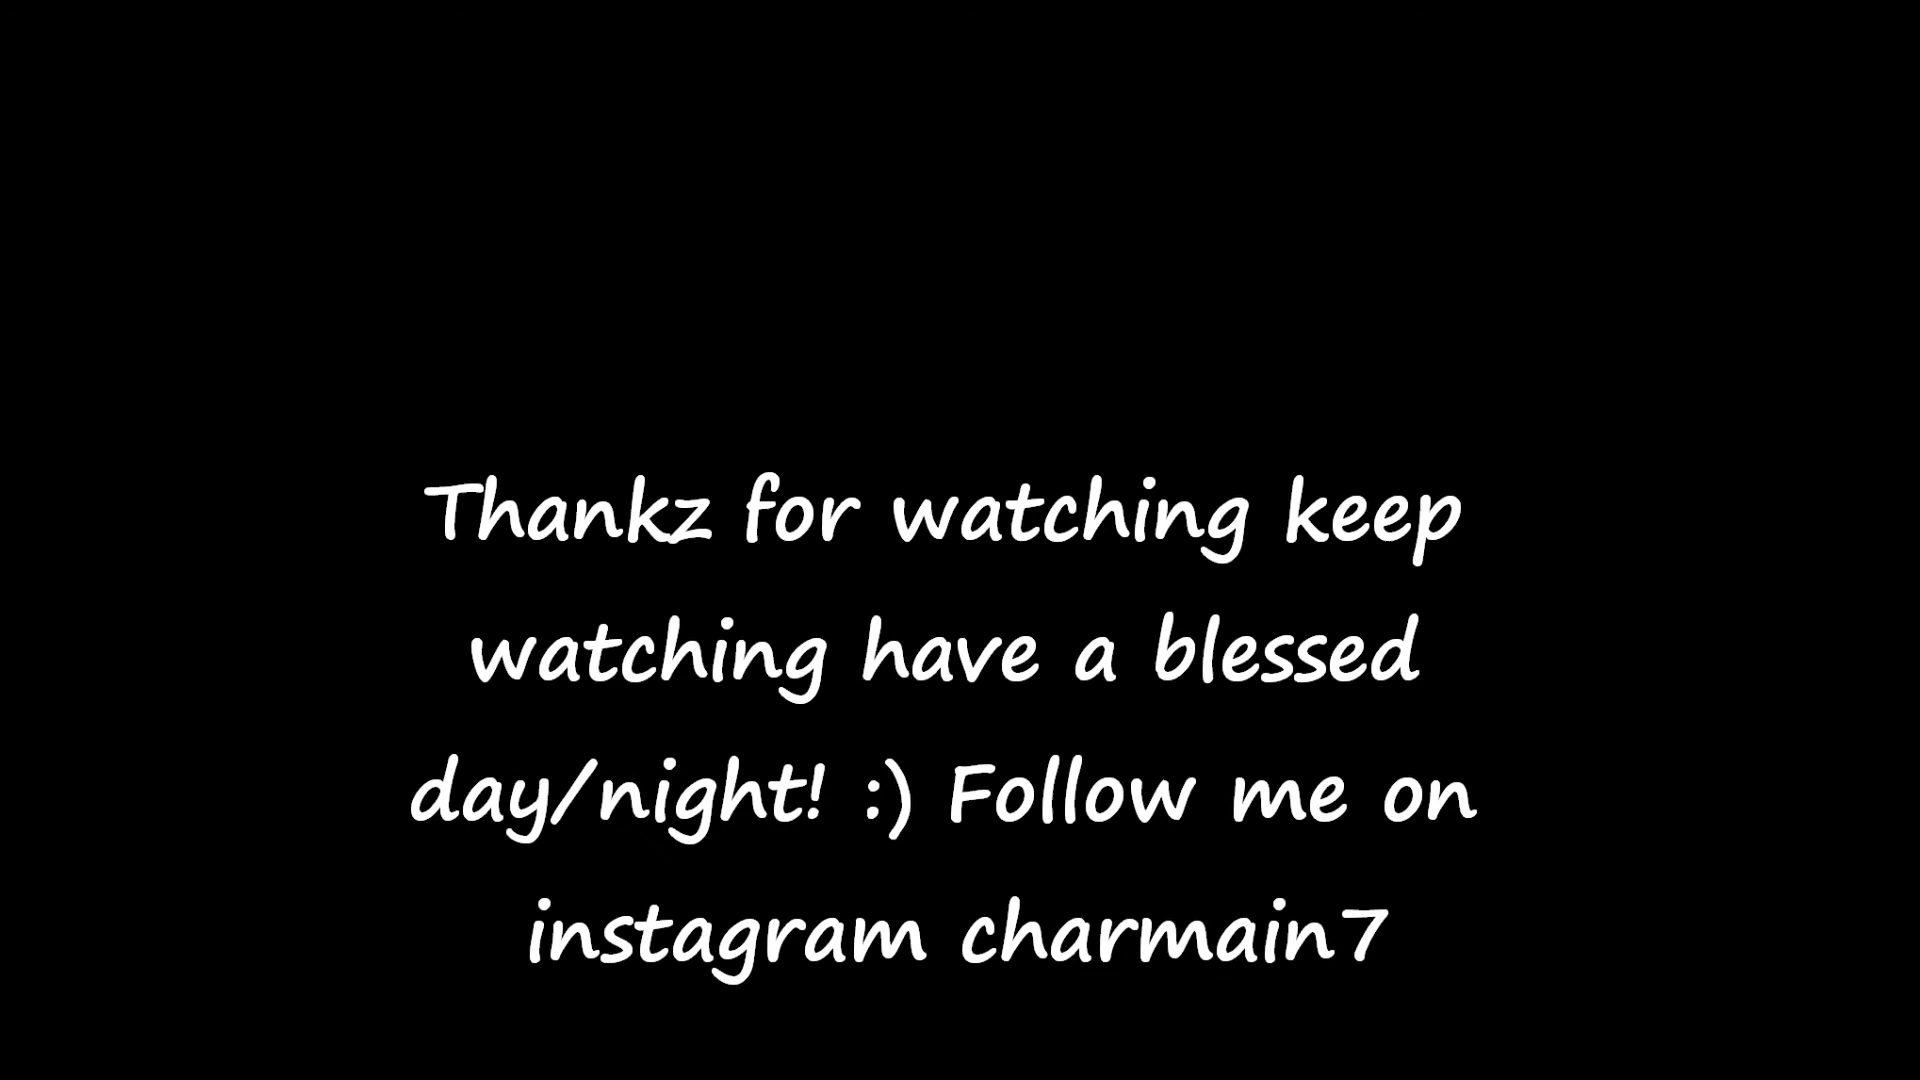 Thankz for watching keep
watching have a blessed
day/night! :) Follow me on
instagram charmain7